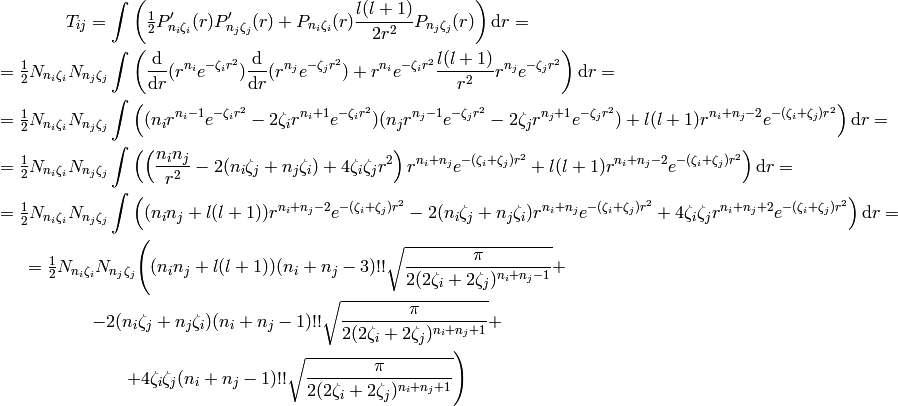 T_{ij} = \int \left( \frac{1}{2} P'_{n_i\zeta_i}(r) P'_{n_j\zeta_j}(r) + P_{n_i\zeta_i}(r) \frac{l(l+1)}{2r^2} P_{n_j\zeta_j}(r) \right) \mathrm{d}r =
= \frac{1}{2} N_{n_i\zeta_i} N_{n_j\zeta_j} \int \left( \frac{\mathrm{d}}{\mathrm{d}r} (r^{n_i} e^{-\zeta_i r^2}) \frac{\mathrm{d}}{\mathrm{d}r} (r^{n_j} e^{-\zeta_j r^2}) + r^{n_i} e^{-\zeta_i r^2} \frac{l(l+1)}{r^2} r^{n_j} e^{-\zeta_j r^2} \right) \mathrm{d}r =
= \frac{1}{2} N_{n_i\zeta_i} N_{n_j\zeta_j} \int \left( (n_i r^{n_i-1} e^{-\zeta_i r^2} - 2\zeta_i r^{n_i+1} e^{-\zeta_i r^2}) (n_j r^{n_j-1} e^{-\zeta_j r^2} - 2\zeta_j r^{n_j+1} e^{-\zeta_j r^2}) + l(l+1) r^{n_i+n_j-2} e^{-(\zeta_i+\zeta_j) r^2} \right) \mathrm{d}r =
= \frac{1}{2} N_{n_i\zeta_i} N_{n_j\zeta_j} \int \left( \left( \frac{n_i n_j}{r^2} - 2(n_i\zeta_j + n_j\zeta_i) + 4\zeta_i\zeta_j r^2 \right) r^{n_i+n_j} e^{-(\zeta_i+\zeta_j) r^2} + l(l+1) r^{n_i+n_j-2} e^{-(\zeta_i+\zeta_j) r^2} \right) \mathrm{d}r =
= \frac{1}{2} N_{n_i\zeta_i} N_{n_j\zeta_j} \int \left( (n_i n_j + l(l+1)) r^{n_i+n_j-2} e^{-(\zeta_i+\zeta_j) r^2} - 2(n_i\zeta_j + n_j\zeta_i) r^{n_i+n_j} e^{-(\zeta_i+\zeta_j) r^2} + 4\zeta_i\zeta_j r^{n_i+n_j+2} e^{-(\zeta_i+\zeta_j) r^2} \right) \mathrm{d}r =
= \frac{1}{2} N_{n_i\zeta_i} N_{n_j\zeta_j} \Bigg( (n_i n_j + l(l+1)) (n_i + n_j - 3)!! \sqrt{\frac{\pi}{2(2\zeta_i + 2\zeta_j)^{n_i+n_j-1}}} +
- 2(n_i\zeta_j + n_j\zeta_i) (n_i + n_j - 1)!! \sqrt{\frac{\pi}{2(2\zeta_i + 2\zeta_j)^{n_i+n_j+1}}} +
+ 4\zeta_i\zeta_j (n_i + n_j - 1)!! \sqrt{\frac{\pi}{2(2\zeta_i + 2\zeta_j)^{n_i+n_j+1}}} \Bigg)